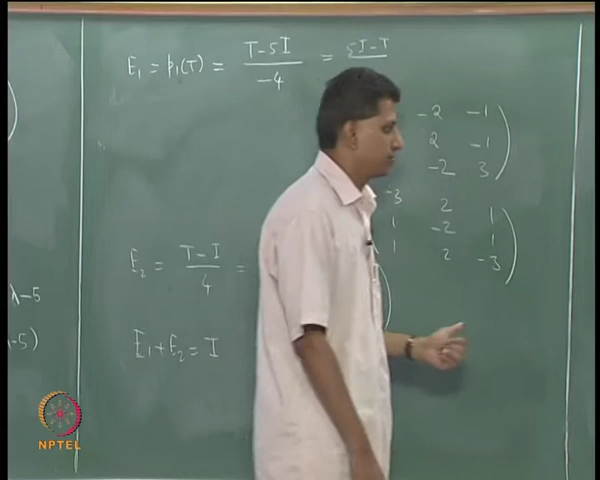 E₁ = p₁(T) = (T-5I)/-4 = 5I-T
-2 -1
2 -1
-2 3
-3 2 1
1 -2 1
1 2 -3
E₂ = (T-I)/4 =
λ-5
-5)
E₁+E₂ = I
NPTEL